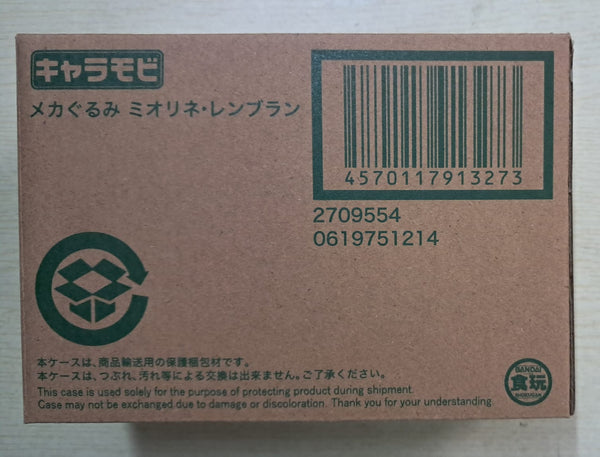 キャラモビ
メカぐるみ ミオリネ・レンブラン
4570117913273
2709554
0619751214
本ケースは、商品輸送用の保護梱包材です。
本ケースは、つぶれ、汚れ等による交換は出来ません。ご了承ください。
This case is used solely for the purpose of protecting product during shipment.
Case may not be exchanged due to damage or discoloration. Thank you for your understanding.
BANDAI
食玩
SHOKUGAN